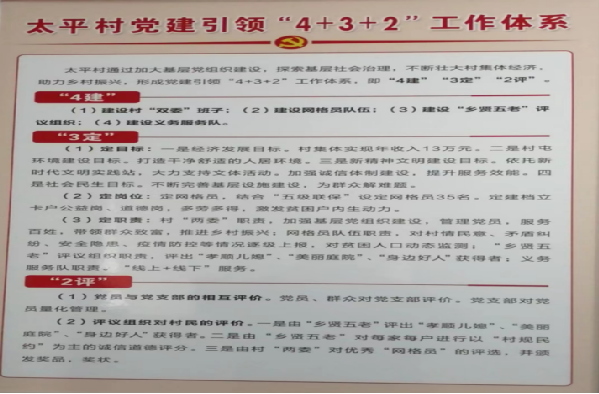 太平村党建引领“4+3+2”工作体系
太平村通过加大基层党组织建设，探索基层社会治理，不断壮大村集体经济，
助力乡村振兴，形成党建引领“4+3+2”工作体系，即“4建”“3定”“2评”。
“4建”
（1）建设村“双委”班子；（2）建设网格员队伍；（3）建设“乡贤五老”评
议组织；（4）建设义务服务队。
“3定”
（1）定目标：一是经济发展目标。村集体实现年收入13万元。二是村屯
环境建设目标。打造干净舒适的人居环境。三是新精神文明建设目标。依托新
时代文明实践站，大力支持文体活动。加强诚信体制建设，提升服务效能。四
是社会民生目标。不断完善基层设施建设，为群众解难题。
（2）定岗位：定网格员，结合“五级联保”设定网格员35名。定建档立
卡户公益岗、道德岗，多劳多得，激发贫困户内生动力。
（3）定职责：村“两委”职责，加强基层党组织建设，管理党员，服务
百姓，带领群众致富，推进乡村振兴；网格员队伍职责，对村情民意、矛盾纠
纷、安全隐患、疫情防控等情况逐级上报，对贫困人口动态监测；“乡贤五
老”评议组织职责，评出“孝顺儿媳”、“美丽庭院”、“身边好人”获得者；义务
服务队职责。“线上+线下”服务。
“2评”
（1）党员与党支部的相互评价。党员、群众对党支部评价。党支部对党
员量化管理。
（2）评议组织对村民的评价。一是由“乡贤五老”评出“孝顺儿媳”、“美丽
庭院”、“身边好人”获得者。二是由“乡贤五老”对每家每户进行以“村规民
约”为主的诚信道德评分。三是由村“两委”对优秀“网格员”的评选，并颁
发奖品，奖状。